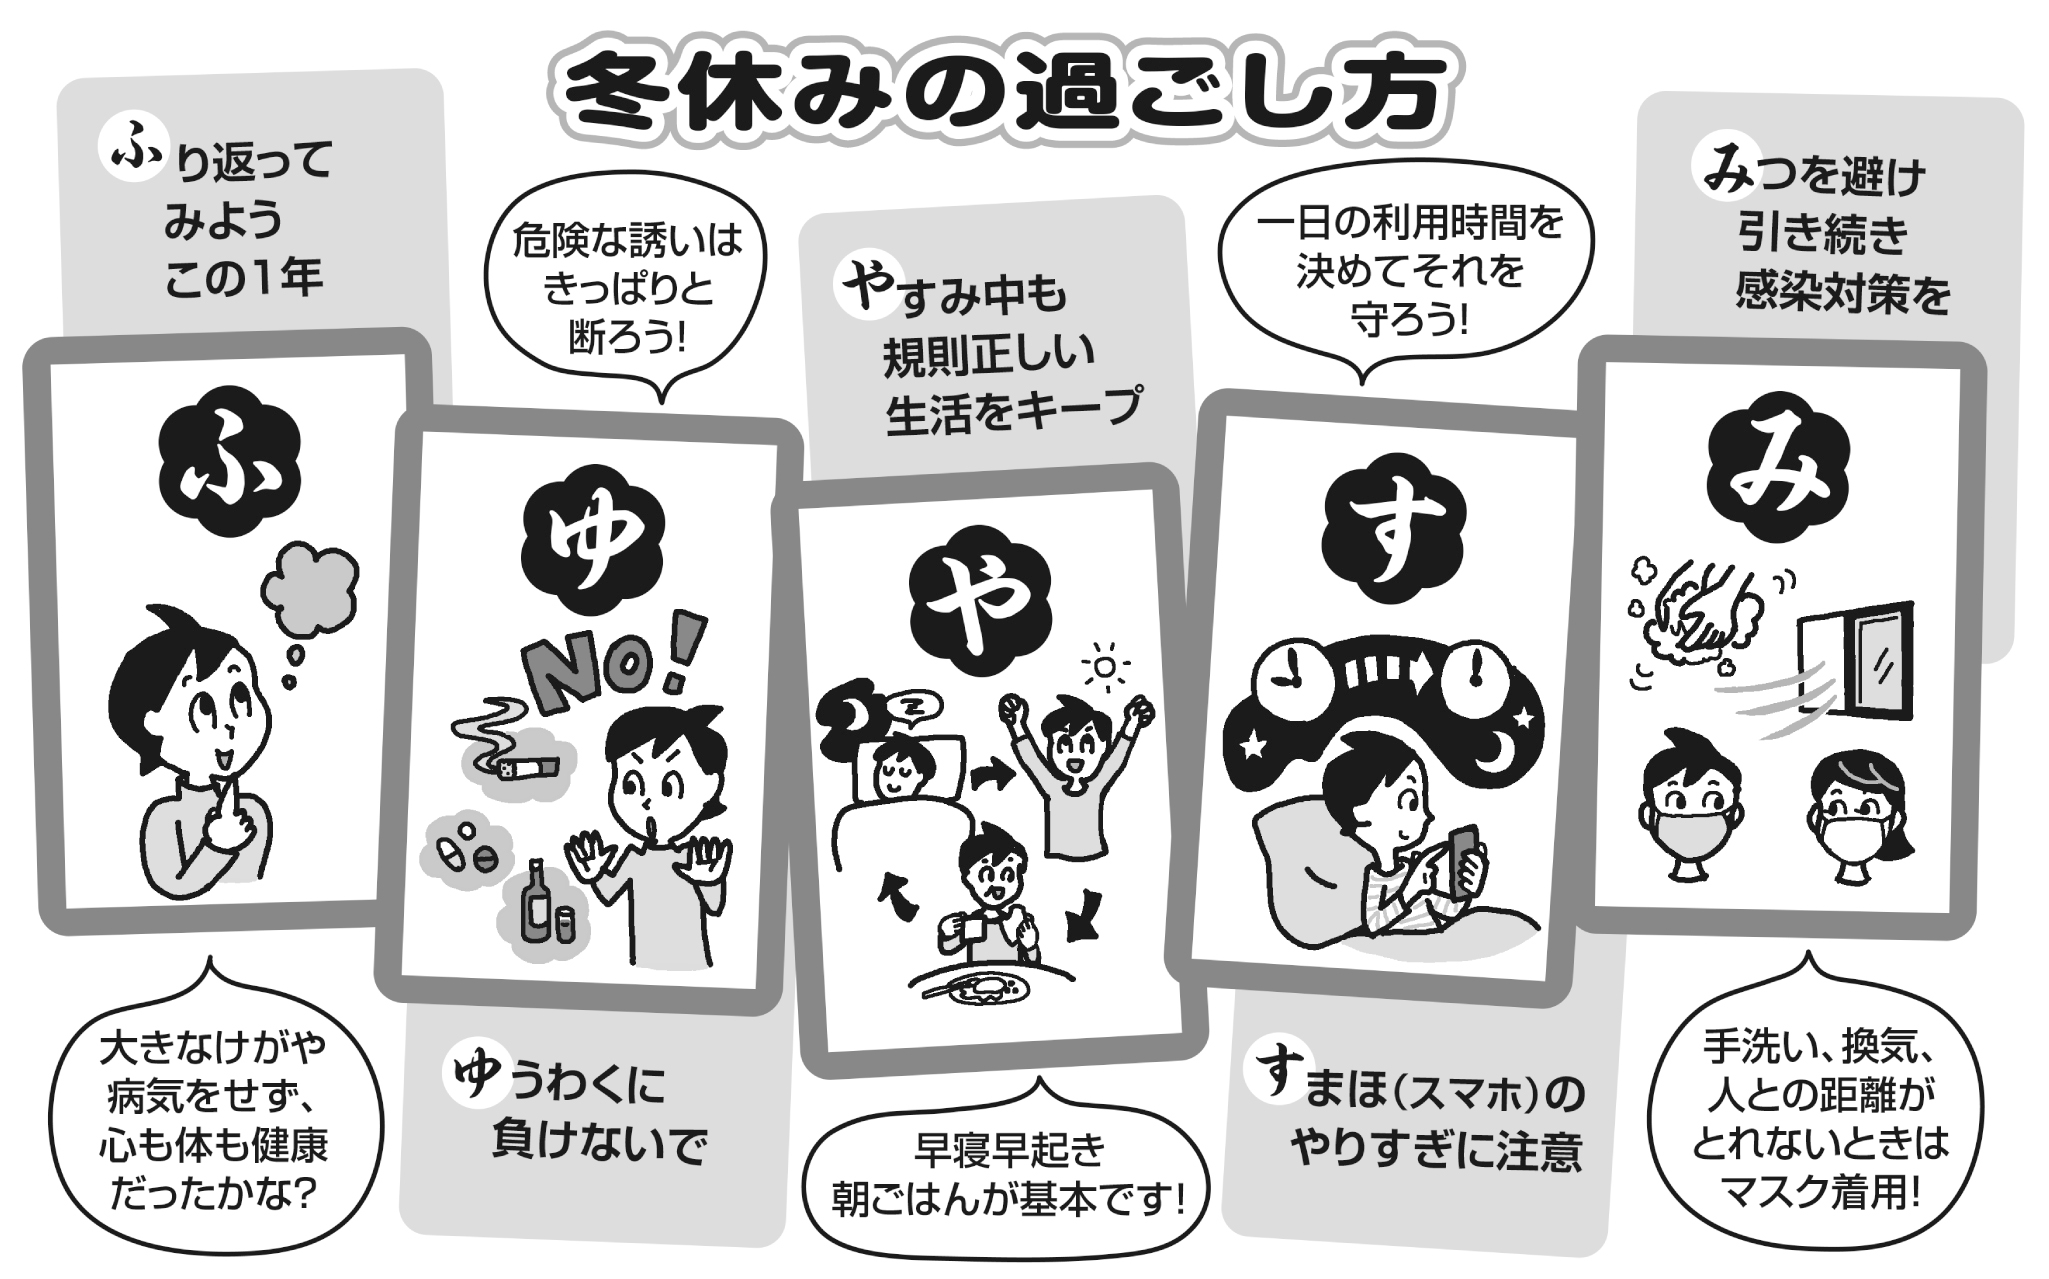 冬休みの過ごし方
ふり返って
みよう
この1年
ふ
大きなけがや
病気をせず、
心も体も健康
だったかな?
危険な誘いは
きっぱりと
断ろう!
ゆ
NO!
ゆうわくに
負けないで
やすみ中も
規則正しい
生活をキープ
や
z
早寝早起き
朝ごはんが基本です!
一日の利用時間を
決めてそれを
守ろう!
す
すまほ(スマホ)の
やりすぎに注意
みつを避け
引き続き
感染対策を
み
手洗い、換気、
人との距離が
とれないときは
マスク着用!